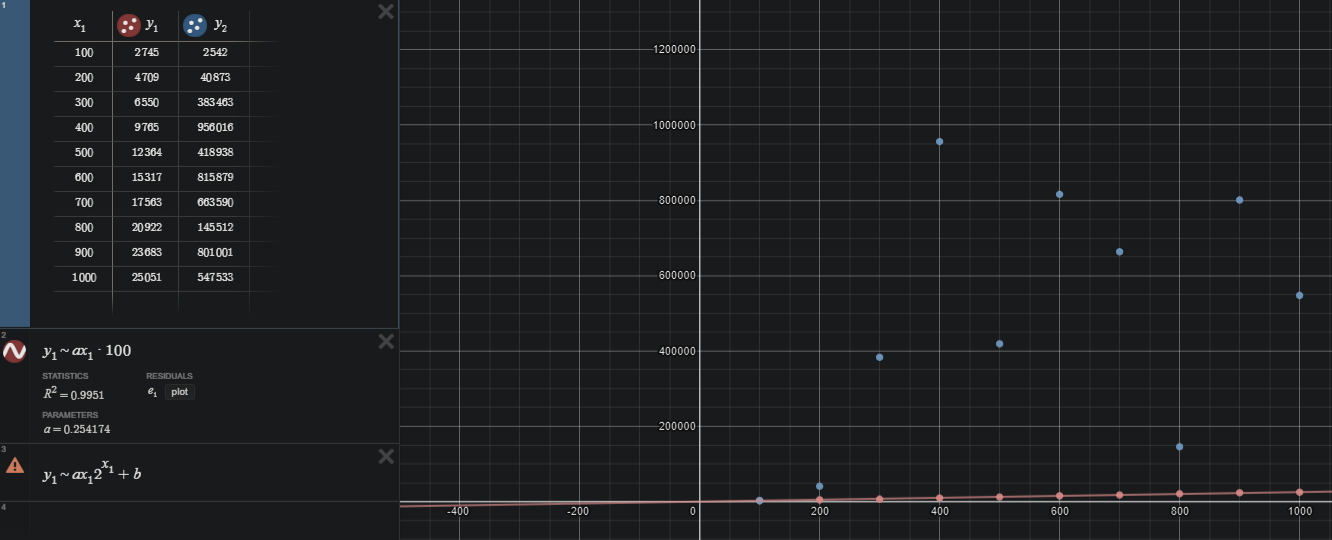 1
x₁ y₁ y₂
100 2745 2542
200 4709 40873
300 6550 383463
400 9765 956016
500 12364 418938
600 15317 815879
700 17563 663590
800 20922 145512
900 23683 801001
1000 25051 547533
2
y₁ ~ ax₁ · 100
STATISTICS RESIDUALS
R² = 0.9951 e₁ plot
PARAMETERS
a = 0.254174
3
y₁ ~ ax₁2^x₁ + b
4
1200000
1000000
800000
600000
400000
200000
-400 -200 0 200 400 600 800 1000